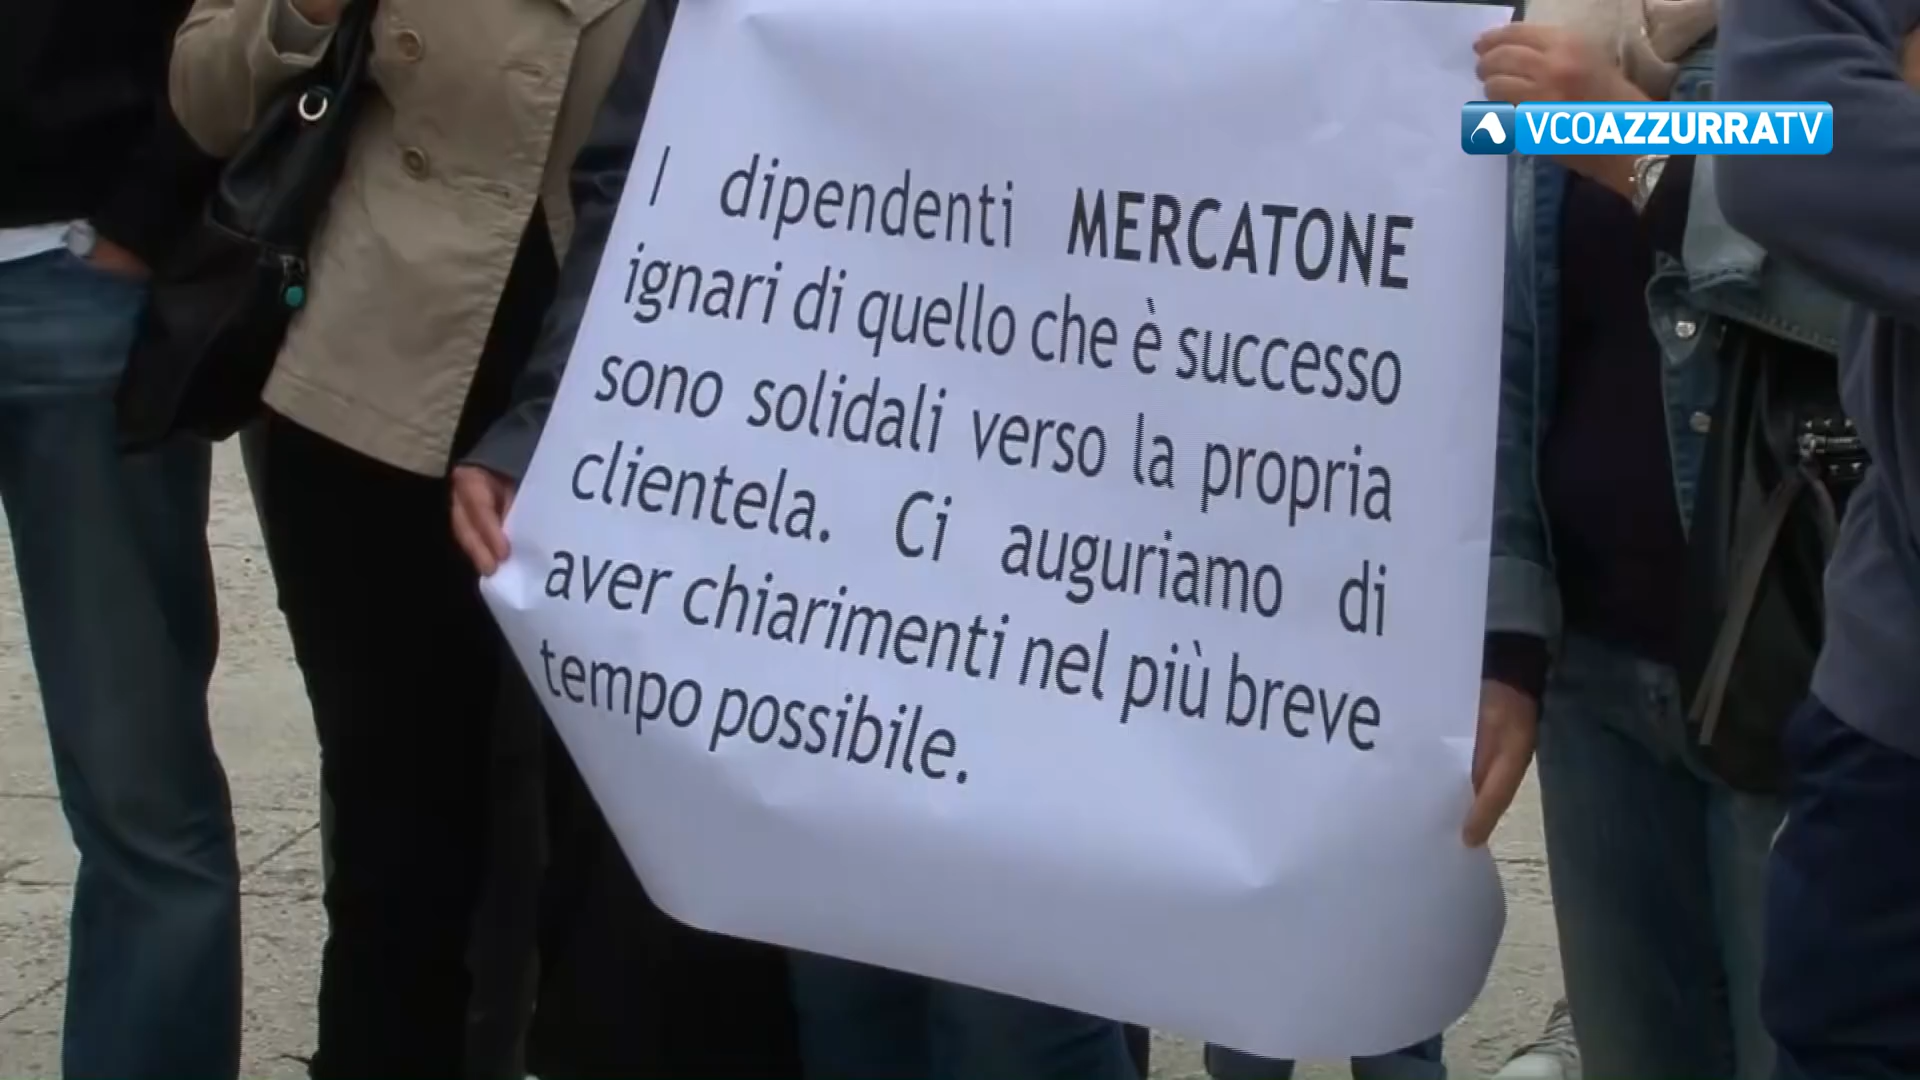 VCOAZZURRATV
I dipendenti MERCATONE
ignari di quello che è successo
sono solidali verso la propria
clientela. Ci auguriamo di
aver chiarimenti nel più breve
tempo possibile.